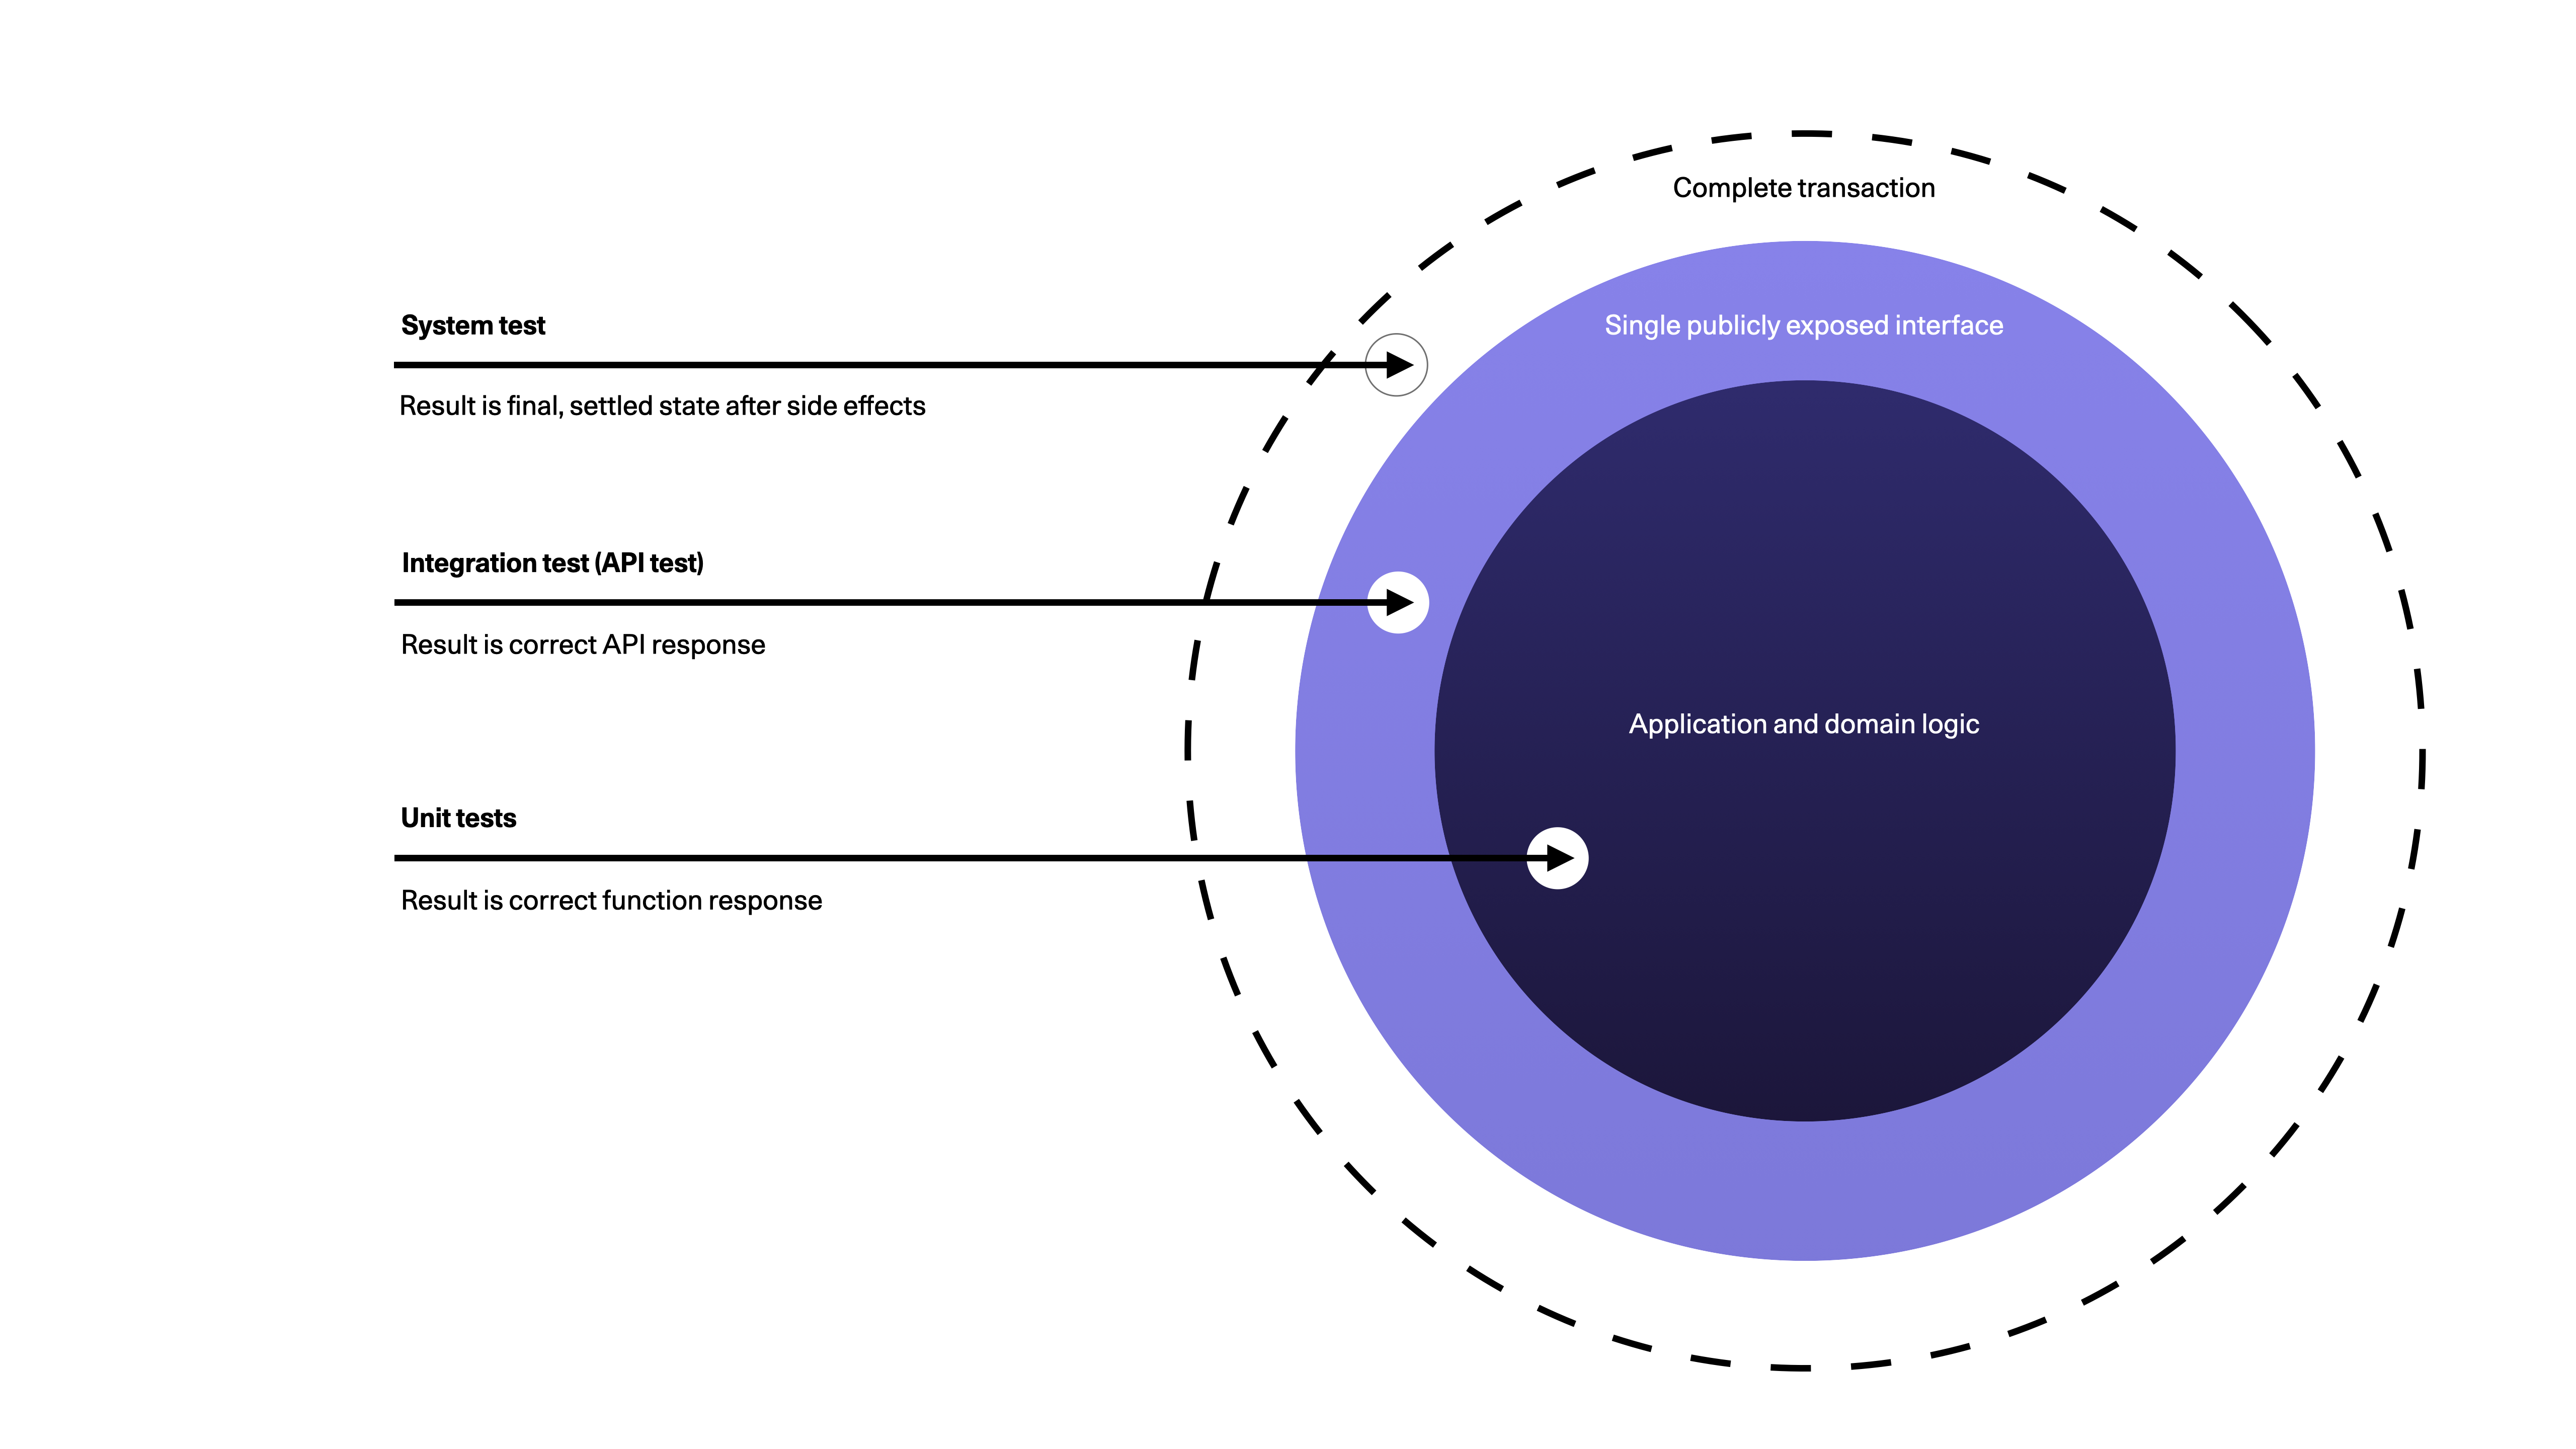 Complete transaction
Single publicly exposed interface
Application and domain logic
System test
Result is final, settled state after side effects
Integration test (API test)
Result is correct API response
Unit tests
Result is correct function response